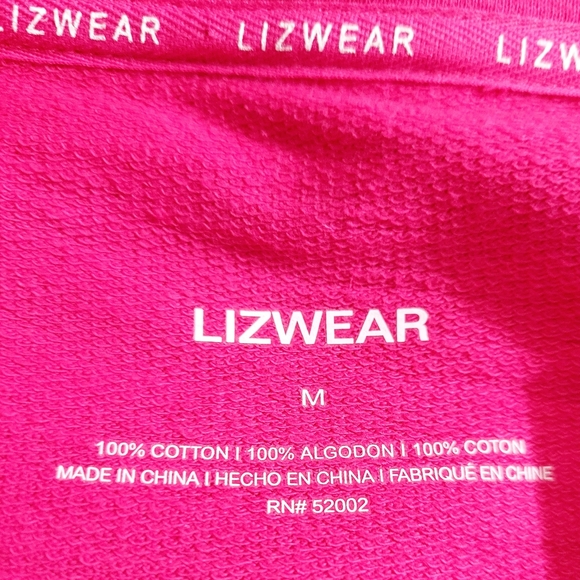 LIZWEAR LIZWEAR LIZW
LIZWEAR
M
100% COTTON | 100% ALGODON | 100% COTON
MADE IN CHINA | HECHO EN CHINA | FABRIQUÉ EN CHINE
RN# 52002